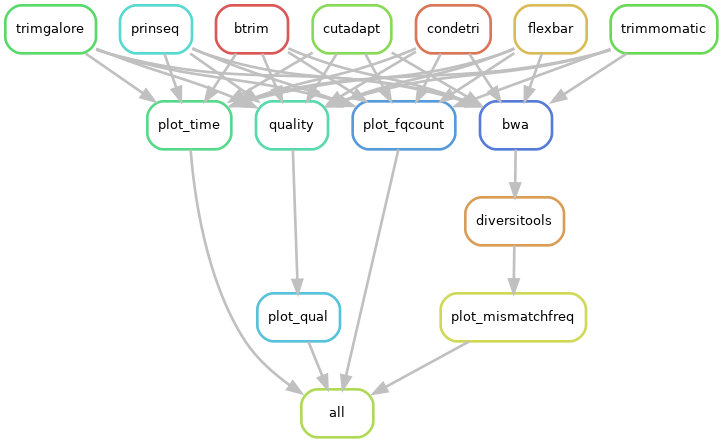 trimgalore
prinseq
btrim
cutadapt
condetri
flexbar
trimmomatic
plot_time
quality
plot_fqcount
bwa
diversitools
plot_qual
plot_mismatchfreq
all